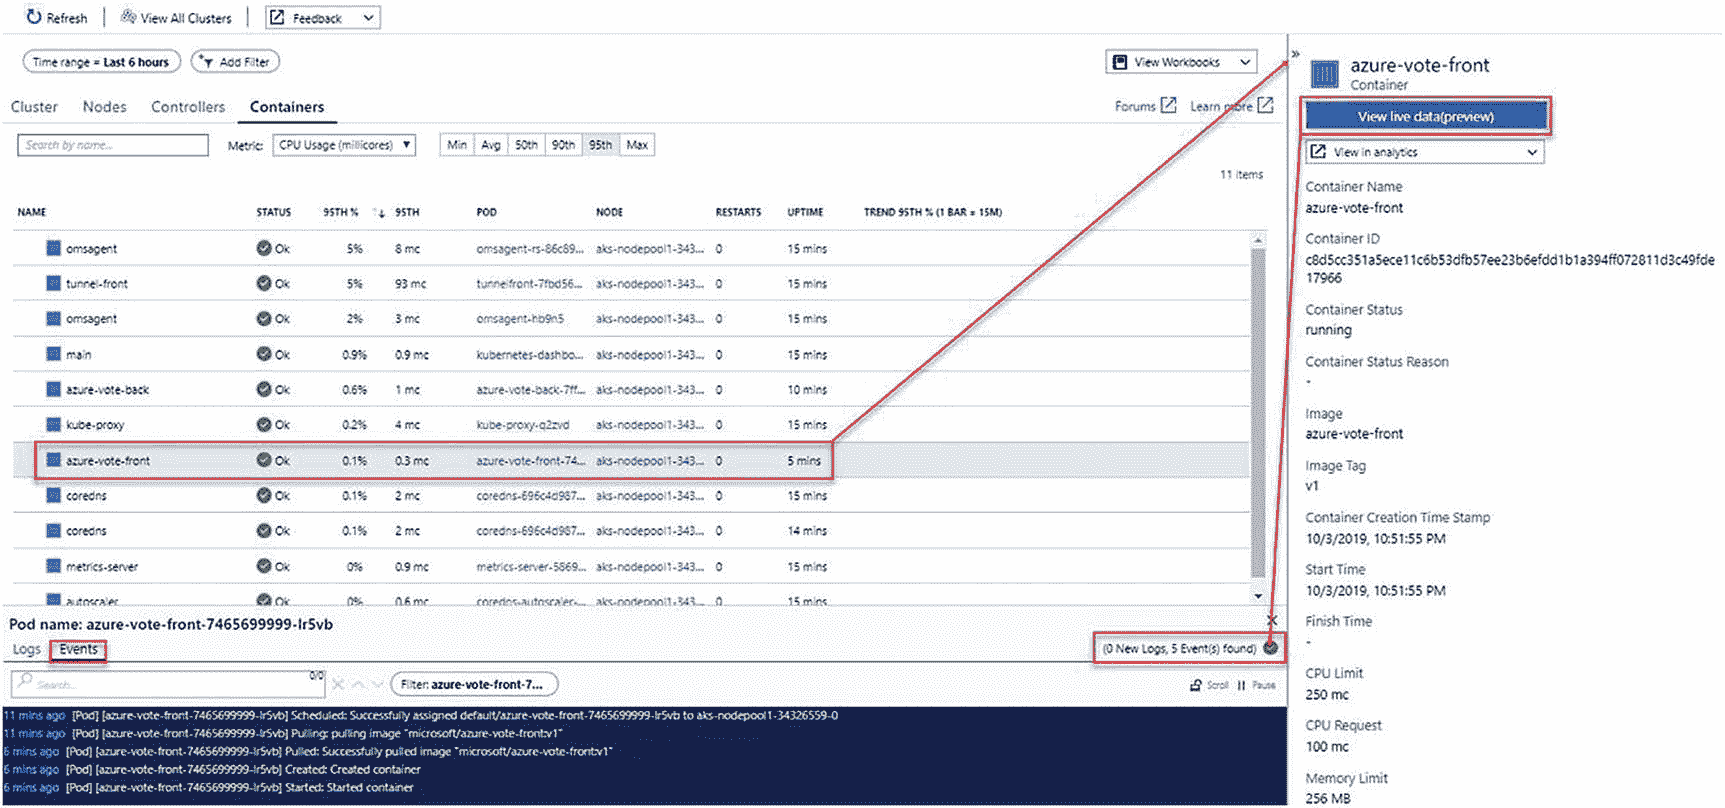 Refresh View All Clusters Feedback
Time range = Last 6 hours Add Filter View Workbooks
Cluster Nodes Controllers Containers Forums Learn more
Search by name... Metric: CPU Usage (millicores) Min Avg 50th 90th 95th Max
11 items
NAME STATUS 95TH % ↑↓ 95TH POD NODE RESTARTS UPTIME TREND 95TH % (1 BAR = 15M)
omsagent Ok 5% 8 mc omsagent-rs-86c89... aks-nodepool1-343... 0 15 mins
tunnel-front Ok 5% 93 mc tunnelfront-7fbd56... aks-nodepool1-343... 0 15 mins
omsagent Ok 2% 3 mc omsagent-hb9n5 aks-nodepool1-343... 0 15 mins
main Ok 0.9% 0.9 mc kubernetes-dashbo... aks-nodepool1-343... 0 15 mins
azure-vote-back Ok 0.6% 1 mc azure-vote-back-7ff... aks-nodepool1-343... 0 10 mins
kube-proxy Ok 0.2% 4 mc kube-proxy-q2zvd aks-nodepool1-343... 0 15 mins
azure-vote-front Ok 0.1% 0.3 mc azure-vote-front-74... aks-nodepool1-343... 0 5 mins
coredns Ok 0.1% 2 mc coredns-696c4d987... aks-nodepool1-343... 0 15 mins
coredns Ok 0.1% 2 mc coredns-696c4d987... aks-nodepool1-343... 0 14 mins
metrics-server Ok 0% 0.9 mc metrics-server-5869... aks-nodepool1-343... 0 15 mins
autoscaler Ok 0% 0.6 mc coredns-autoscaler-... aks-nodepool1-343... 0 15 mins
Pod name: azure-vote-front-7465699999-lr5vb
Logs Events (0 New Logs, 5 Event(s) found)
Search... 0/0 Filter: azure-vote-front-7... Scroll Pause
11 mins ago [Pod] [azure-vote-front-7465699999-lr5vb] Scheduled: Successfully assigned default/azure-vote-front-7465699999-lr5vb to aks-nodepool1-34326559-0
11 mins ago [Pod] [azure-vote-front-7465699999-lr5vb] Pulling: pulling image "microsoft/azure-vote-front:v1"
6 mins ago [Pod] [azure-vote-front-7465699999-lr5vb] Pulled: Successfully pulled image "microsoft/azure-vote-front:v1"
6 mins ago [Pod] [azure-vote-front-7465699999-lr5vb] Created: Created container
6 mins ago [Pod] [azure-vote-front-7465699999-lr5vb] Started: Started container
»
azure-vote-front
Container
View live data(preview)
View in analytics
Container Name
azure-vote-front
Container ID
c8d5cc351a5ece11c6b53dfb57ee23b6efdd1b1a394ff072811d3c49fde
17966
Container Status
running
Container Status Reason
-
Image
azure-vote-front
Image Tag
v1
Container Creation Time Stamp
10/3/2019, 10:51:55 PM
Start Time
10/3/2019, 10:51:55 PM
Finish Time
-
CPU Limit
250 mc
CPU Request
100 mc
Memory Limit
256 MB